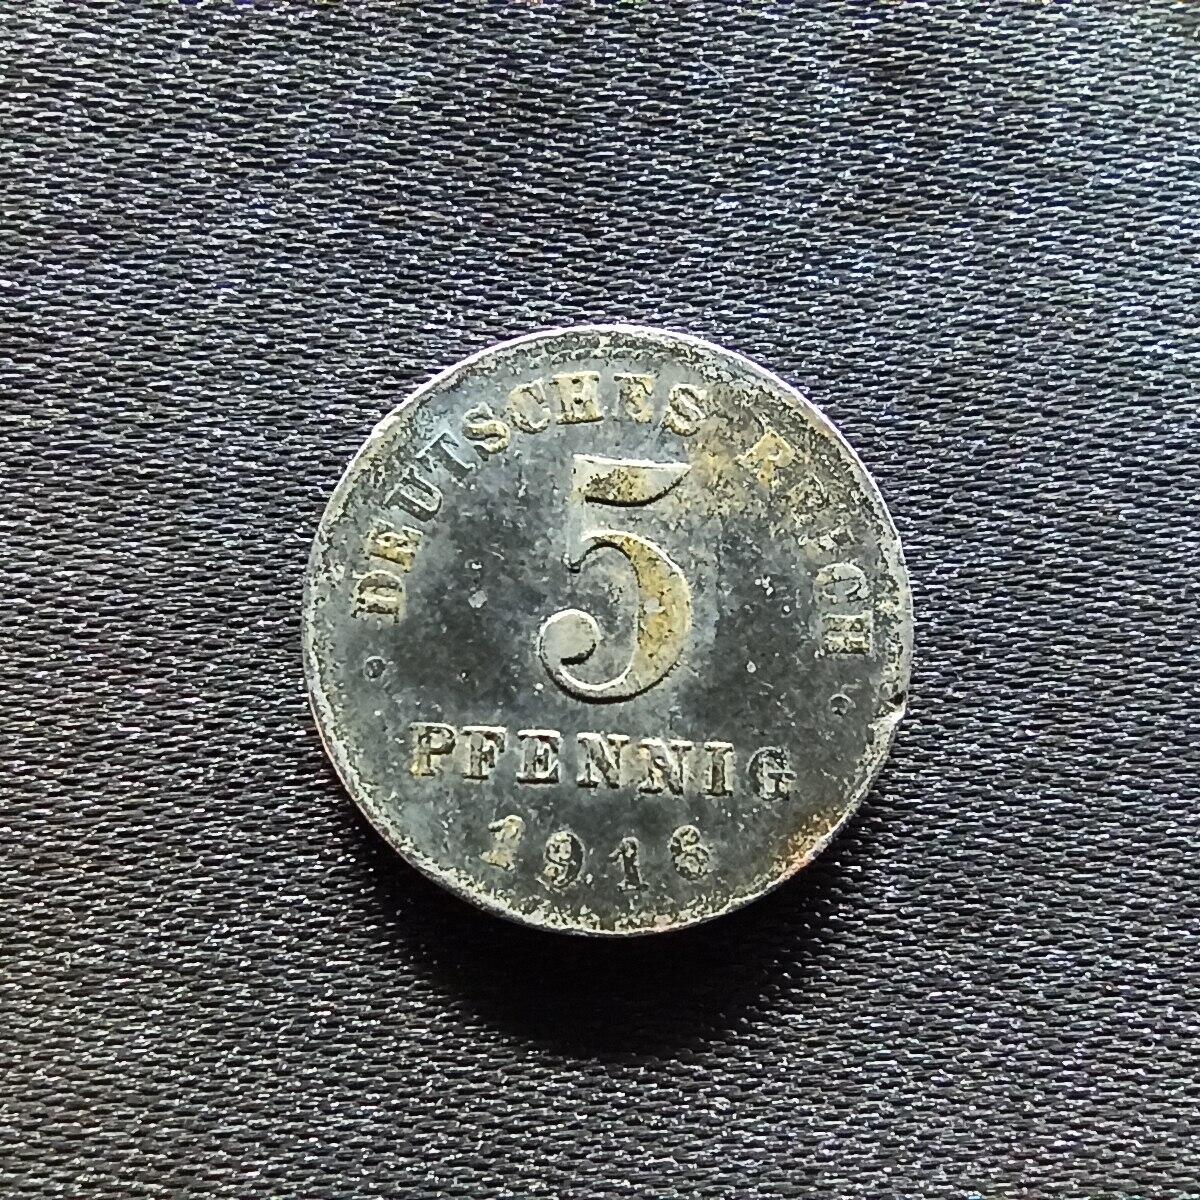 DEUTSCHES REICH
5
PFENNIG
1918